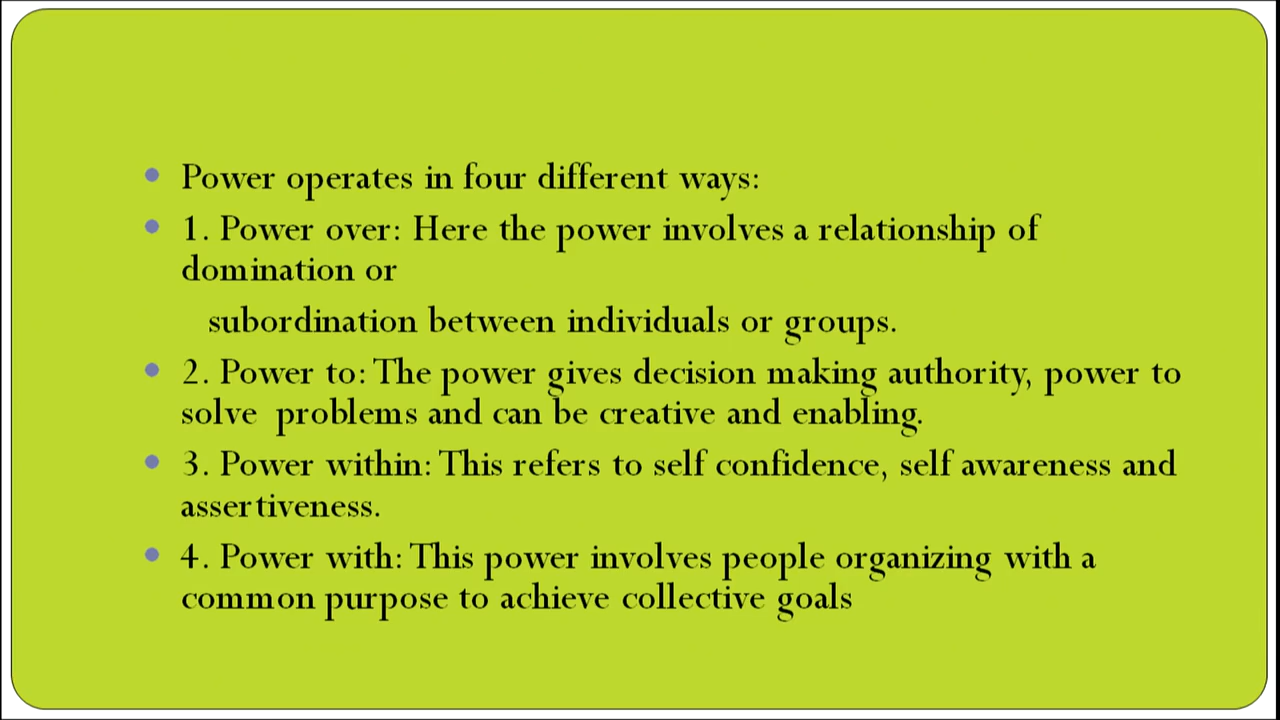 Power operates in four different ways:
1. Power over: Here the power involves a relationship of
domination or
subordination between individuals or groups.
2. Power to: The power gives decision making authority, power to
solve  problems and can be creative and enabling.
3. Power within: This refers to self confidence, self awareness and
assertiveness.
4. Power with: This power involves people organizing with a
common purpose to achieve collective goals